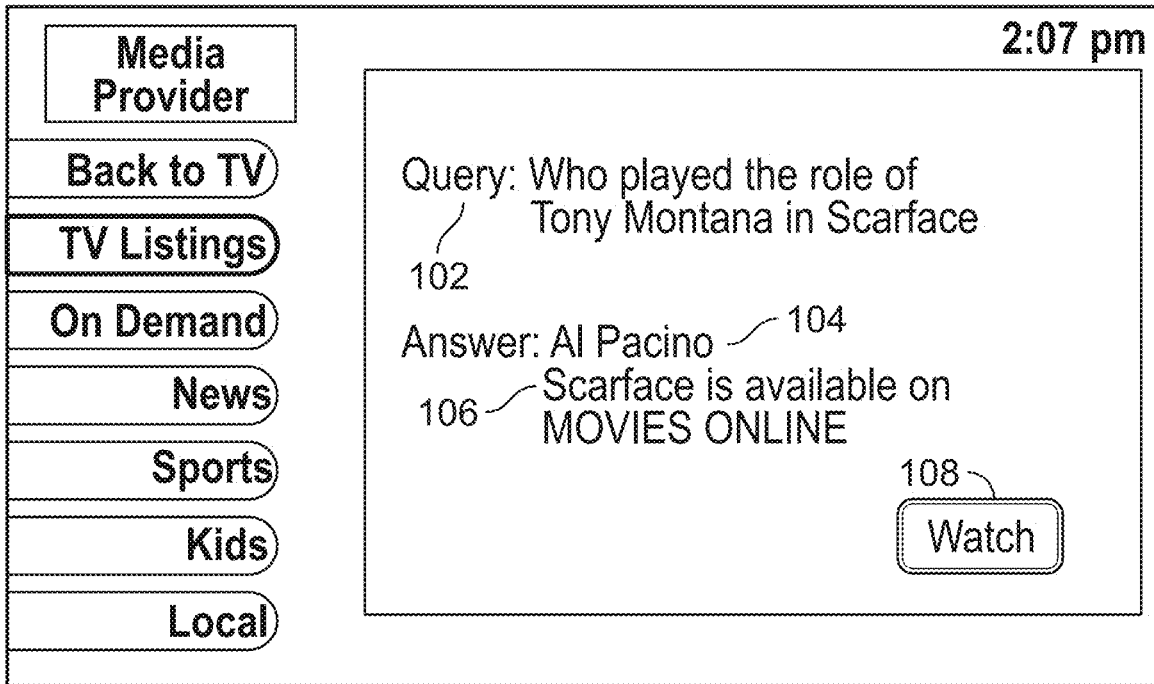 2:07 pm
Media
Provider
Back to TV
TV Listings
On Demand
News
Sports
Kids
Local
Query: Who played the role of
Tony Montana in Scarface
102
Answer: Al Pacino 104
106 Scarface is available on
MOVIES ONLINE
108
Watch